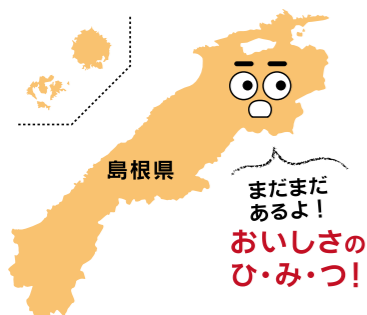 島根県
まだまだ
あるよ！
おいしさの
ひ・み・つ！